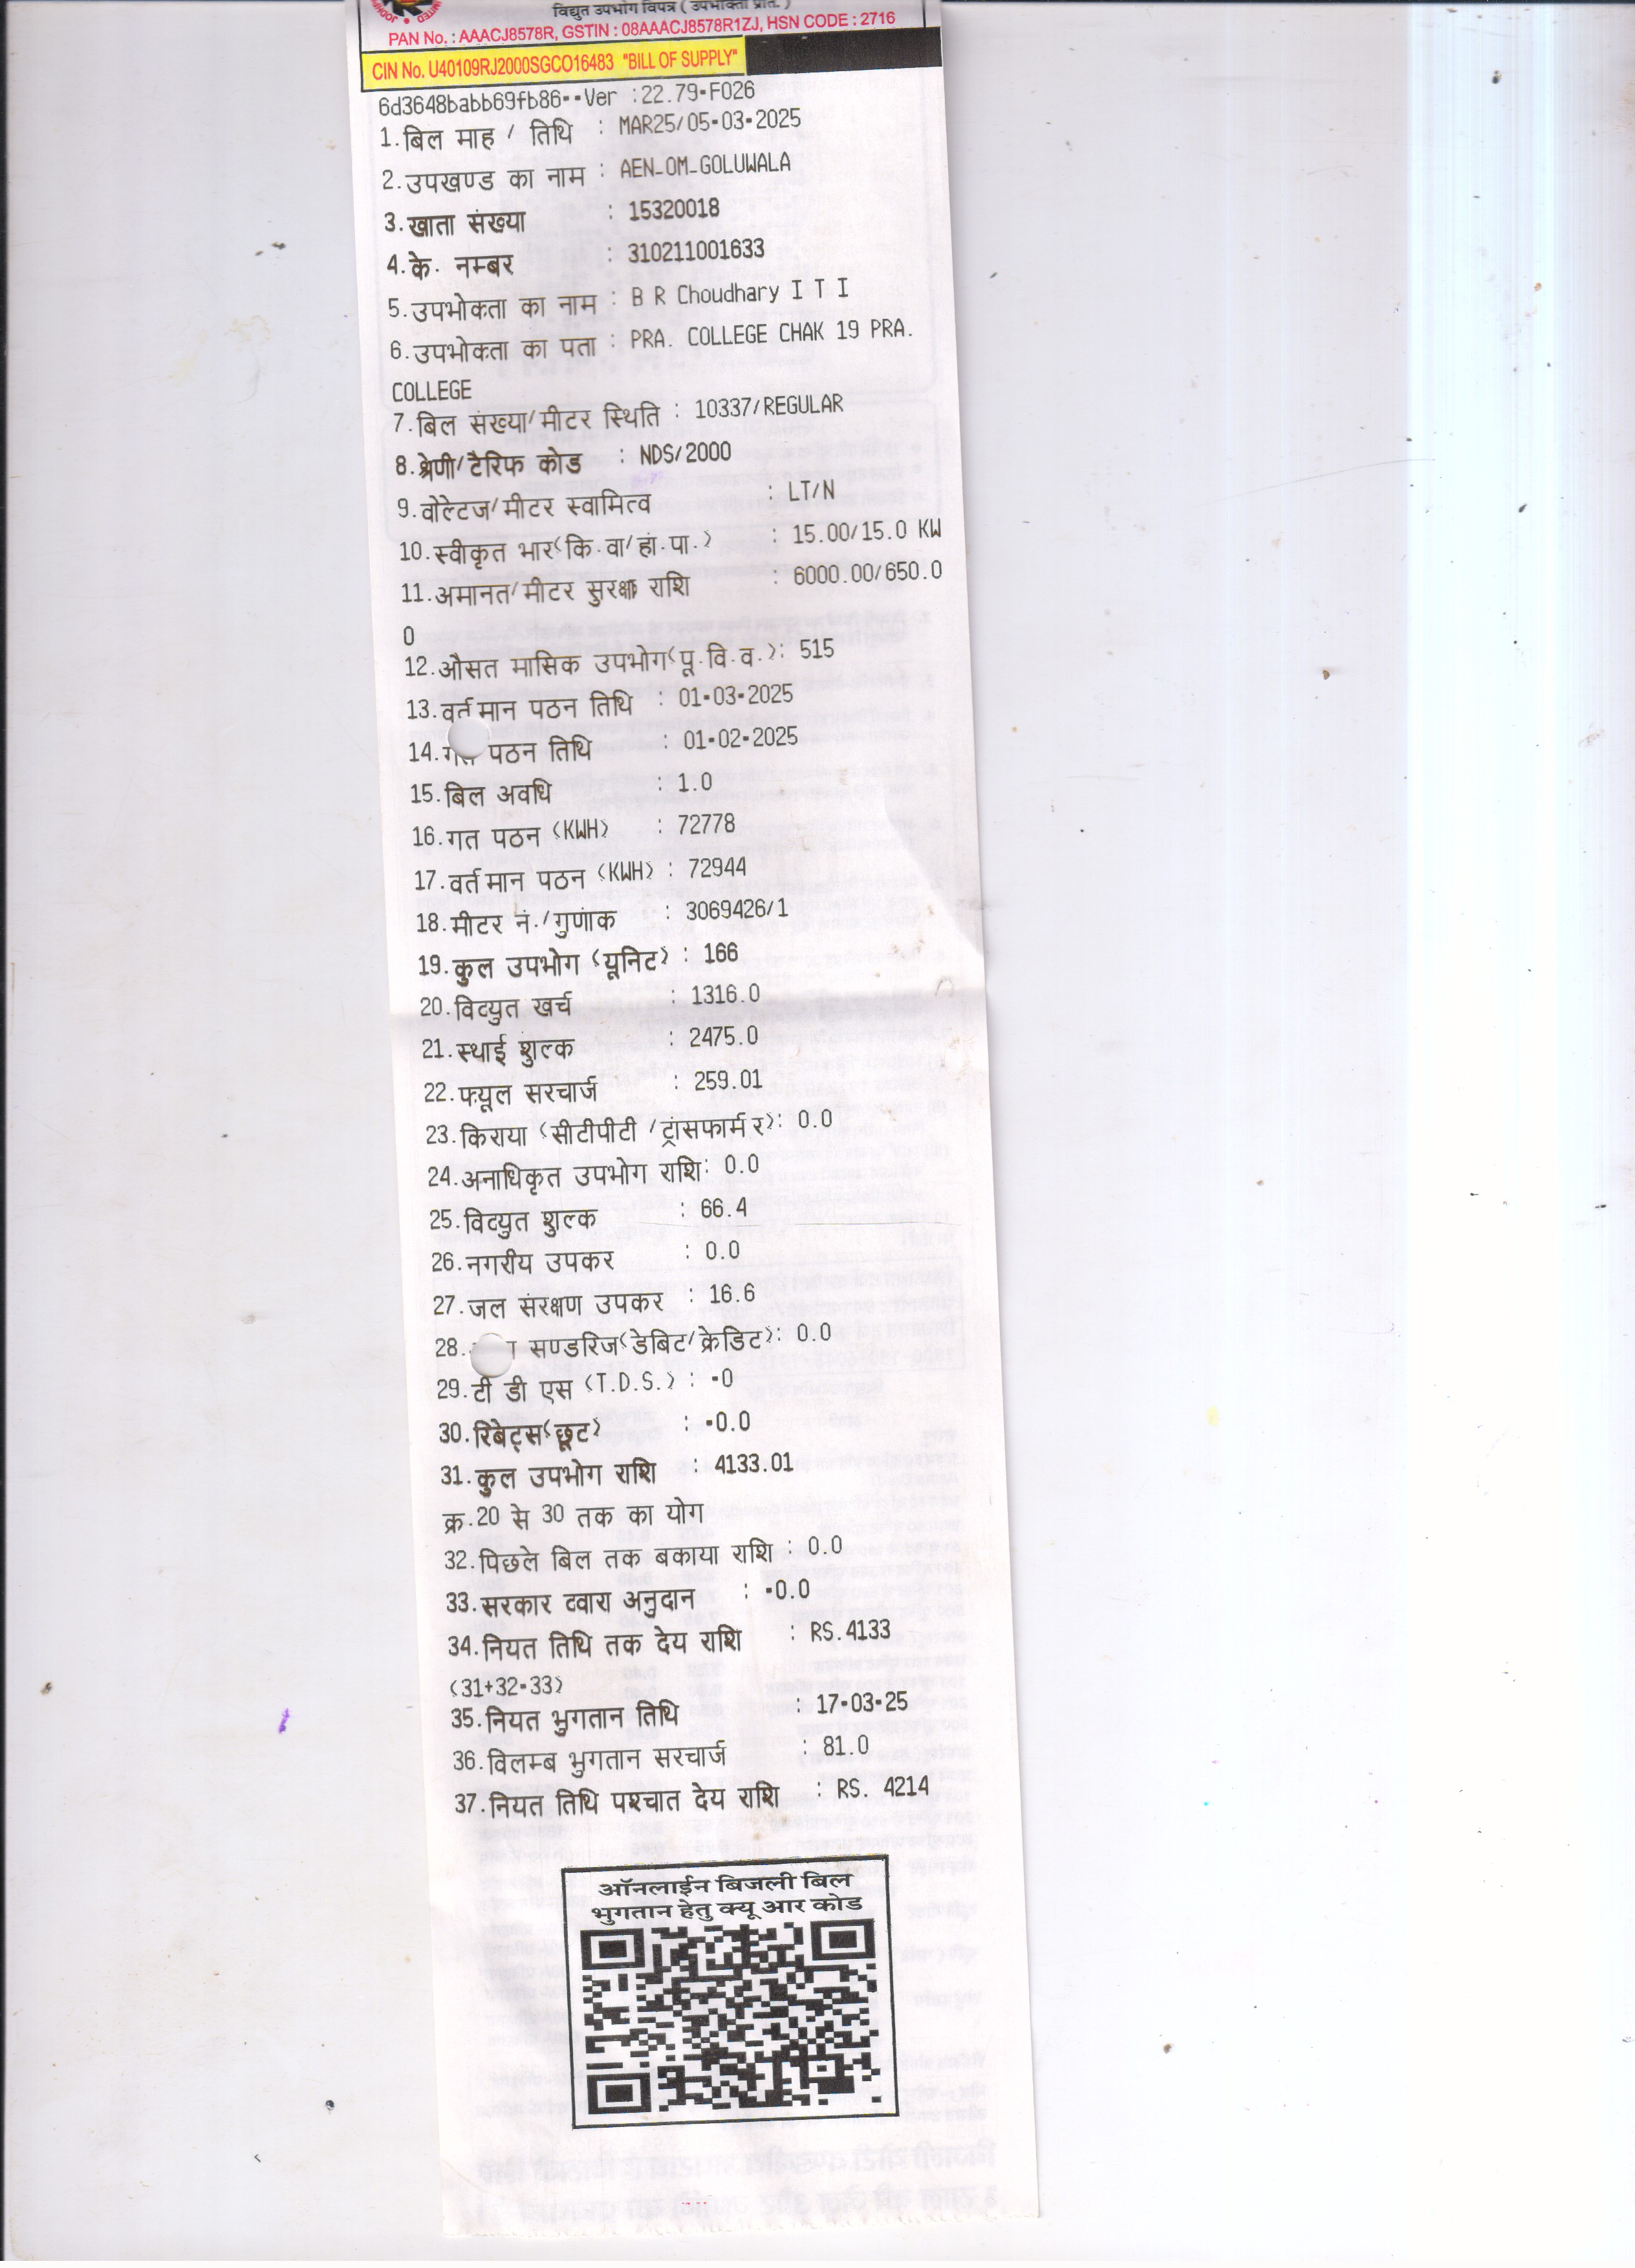 विद्युत उपभोग विपत्र ( उपभोक्ता प्रति. )
PAN No. : AAACJ8578R, GSTIN : 08AAACJ8578R1ZJ, HSN CODE : 2716
CIN No. U40109RJ2000SGCO16483 "BILL OF SUPPLY"
6d3648babb69fb86--Ver :22.79-F026
1.बिल माह / तिथि : MAR25/05-03-2025
2.उपखण्ड का नाम : AEN_OM_GOLUWALA
3.खाता संख्या : 15320018
4.के. नम्बर : 310211001633
5.उपभोक्ता का नाम : B R Choudhary I T I
6.उपभोक्ता का पता : PRA. COLLEGE CHAK 19 PRA.
COLLEGE
7.बिल संख्या/मीटर स्थिति : 10337/REGULAR
8.श्रेणी/टैरिफ कोड : NDS/2000
9.वोल्टेज/मीटर स्वामित्व : LT/N
10.स्वीकृत भार(कि.वा/हा.पा.) : 15.00/15.0 KW
11.अमानत/मीटर सुरक्षा राशि : 6000.00/650.0
0
12.औसत मासिक उपभोग(पू.वि.व.): 515
13.वर्तमान पठन तिथि : 01-03-2025
14.गत पठन तिथि : 01-02-2025
15.बिल अवधि : 1.0
16.गत पठन (KWH) : 72778
17.वर्तमान पठन (KWH) : 72944
18.मीटर नं./गुणांक : 3069426/1
19.कुल उपभोग (यूनिट) : 166
20.विद्युत खर्च : 1316.0
21.स्थाई शुल्क : 2475.0
22.फ्यूल सरचार्ज : 259.01
23.किराया (सीटीपीटी /ट्रांसफार्मर): 0.0
24.अनाधिकृत उपभोग राशि: 0.0
25.विद्युत शुल्क : 66.4
26.नगरीय उपकर : 0.0
27.जल संरक्षण उपकर : 16.6
28. सण्डरिज(डेबिट/क्रेडिट): 0.0
29.टी डी एस (T.D.S.) : -0
30.रिबेट्स(छूट) : -0.0
31.कुल उपभोग राशि : 4133.01
क्र.20 से 30 तक का योग
32.पिछले बिल तक बकाया राशि : 0.0
33.सरकार द्वारा अनुदान : -0.0
34.नियत तिथि तक देय राशि : RS.4133
(31+32-33)
35.नियत भुगतान तिथि : 17-03-25
36.विलम्ब भुगतान सरचार्ज : 81.0
37.नियत तिथि पश्चात देय राशि : RS. 4214
ऑनलाईन बिजली बिल
भुगतान हेतु क्यू आर कोड